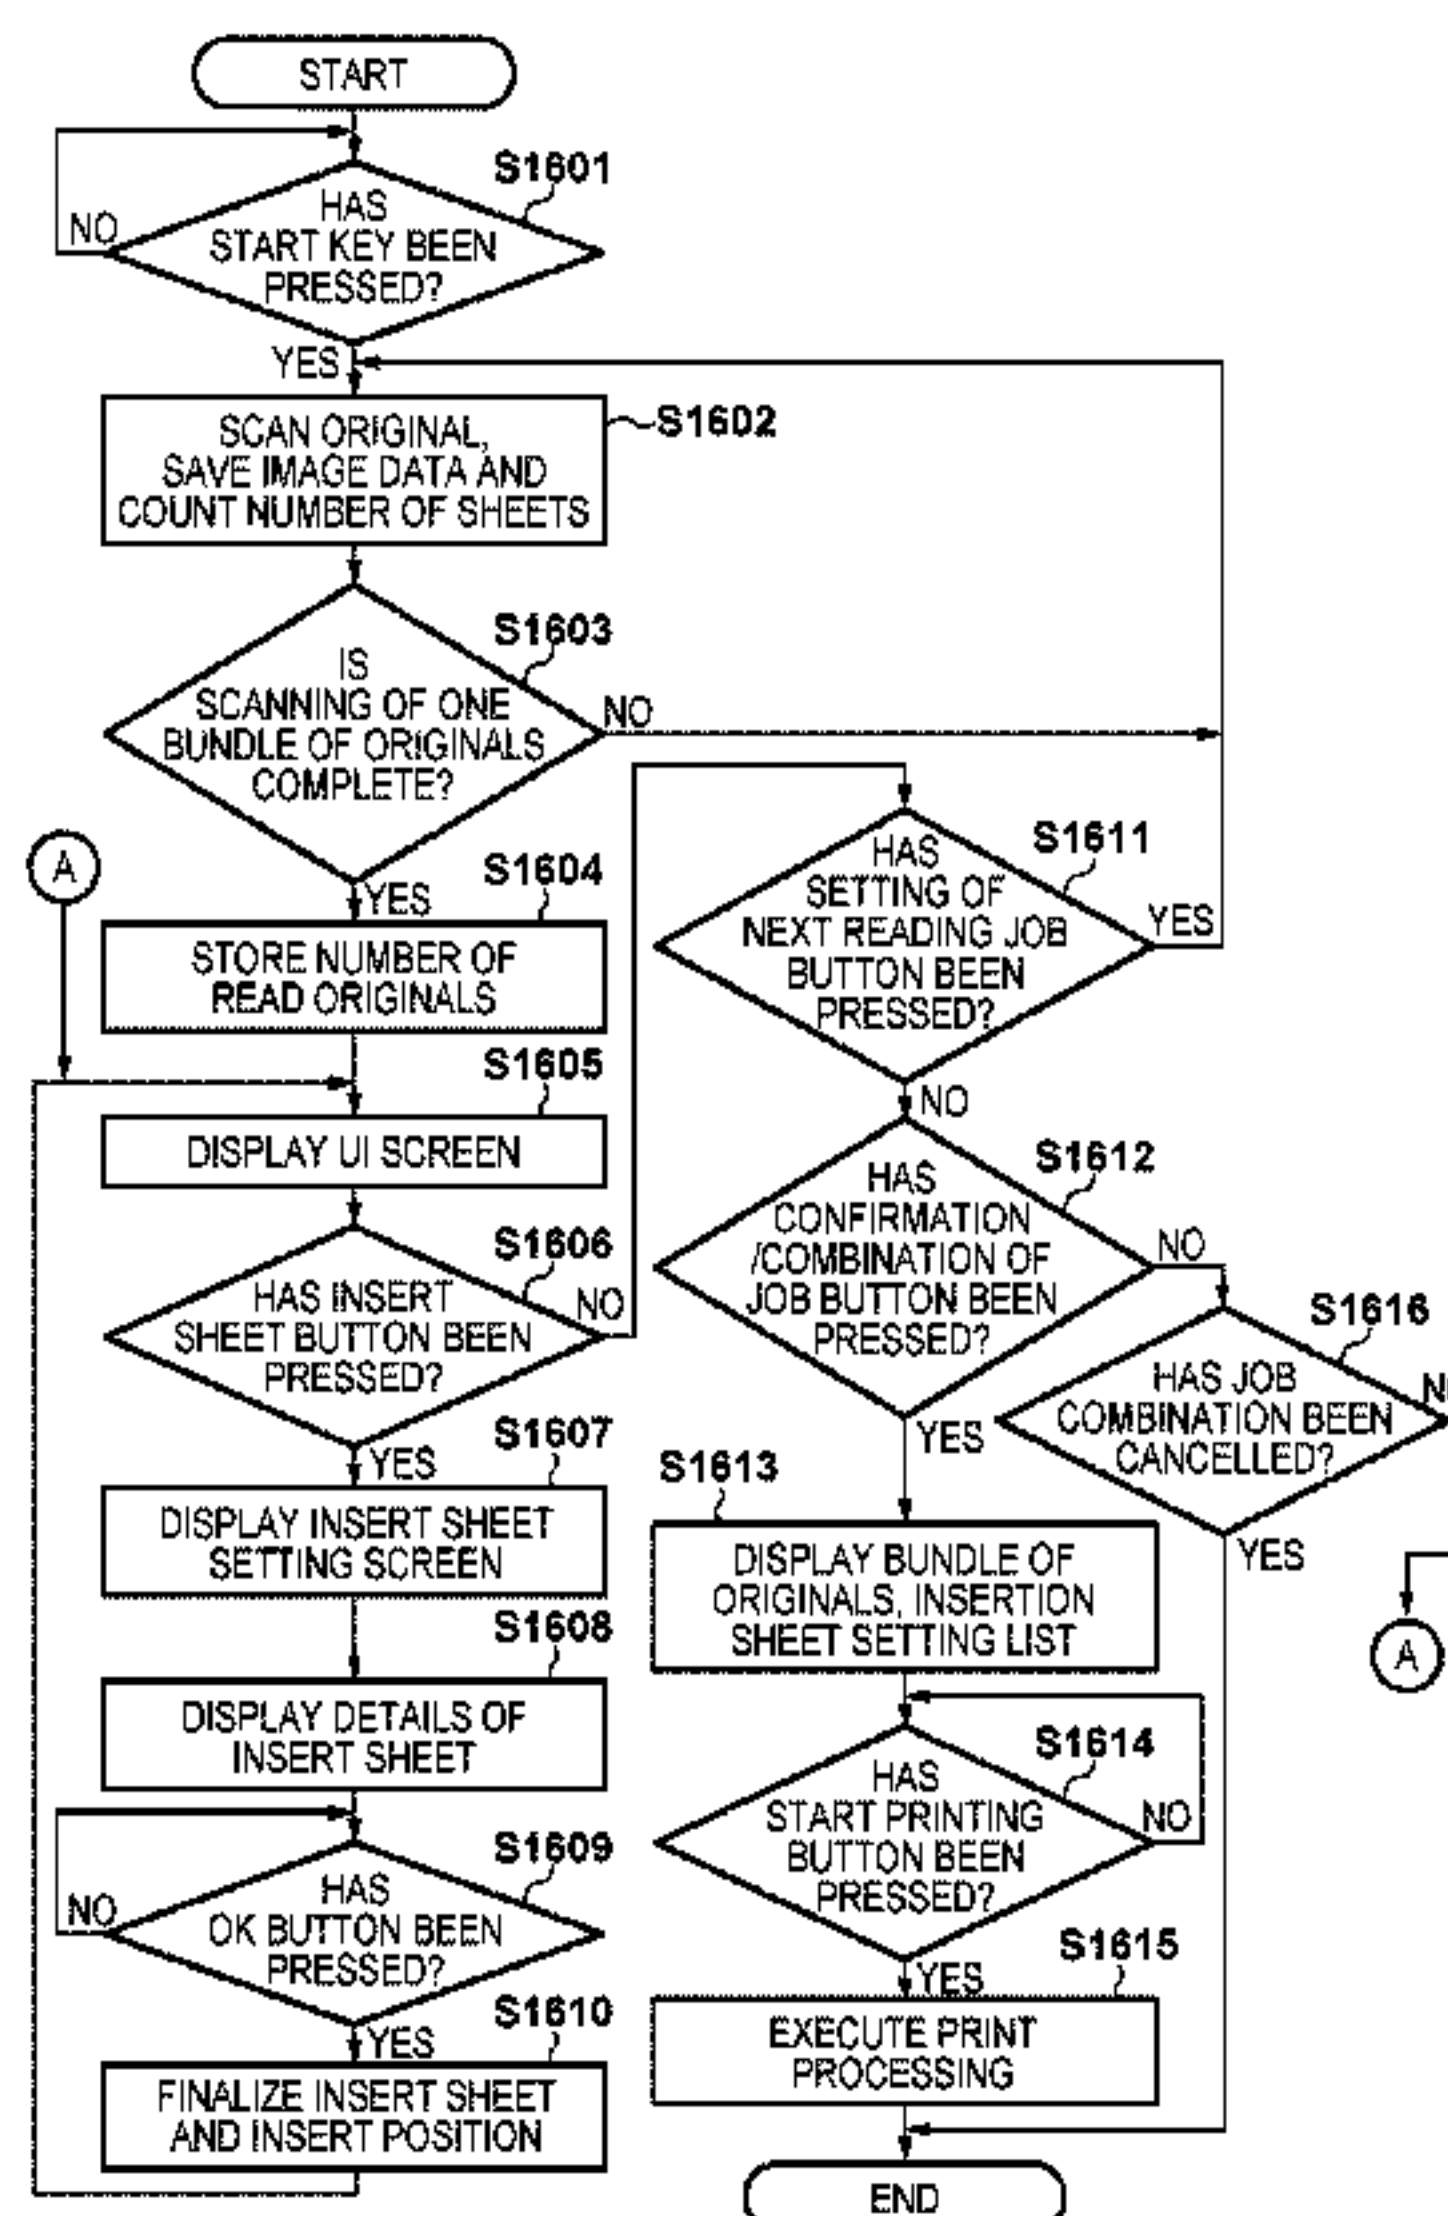 START
S1601
HAS
START KEY BEEN
PRESSED?
NO
YES
SCAN ORIGINAL,
SAVE IMAGE DATA AND
COUNT NUMBER OF SHEETS
S1602
S1603
IS
SCANNING OF ONE
BUNDLE OF ORIGINALS
COMPLETE?
NO
A
YES
S1604
STORE NUMBER OF
READ ORIGINALS
S1605
DISPLAY UI SCREEN
S1606
HAS INSERT
SHEET BUTTON BEEN
PRESSED?
NO
YES
S1607
DISPLAY INSERT SHEET
SETTING SCREEN
S1608
DISPLAY DETAILS OF
INSERT SHEET
S1609
HAS
OK BUTTON BEEN
PRESSED?
NO
YES
S1610
FINALIZE INSERT SHEET
AND INSERT POSITION
S1611
HAS
SETTING OF
NEXT READING JOB
BUTTON BEEN
PRESSED?
YES
NO
S1612
HAS
CONFIRMATION
/COMBINATION OF
JOB BUTTON BEEN
PRESSED?
NO
YES
S1616
HAS JOB
COMBINATION BEEN
CANCELLED?
YES
A
S1613
DISPLAY BUNDLE OF
ORIGINALS, INSERTION
SHEET SETTING LIST
S1614
HAS
START PRINTING
BUTTON BEEN
PRESSED?
NO
YES
S1615
EXECUTE PRINT
PROCESSING
END